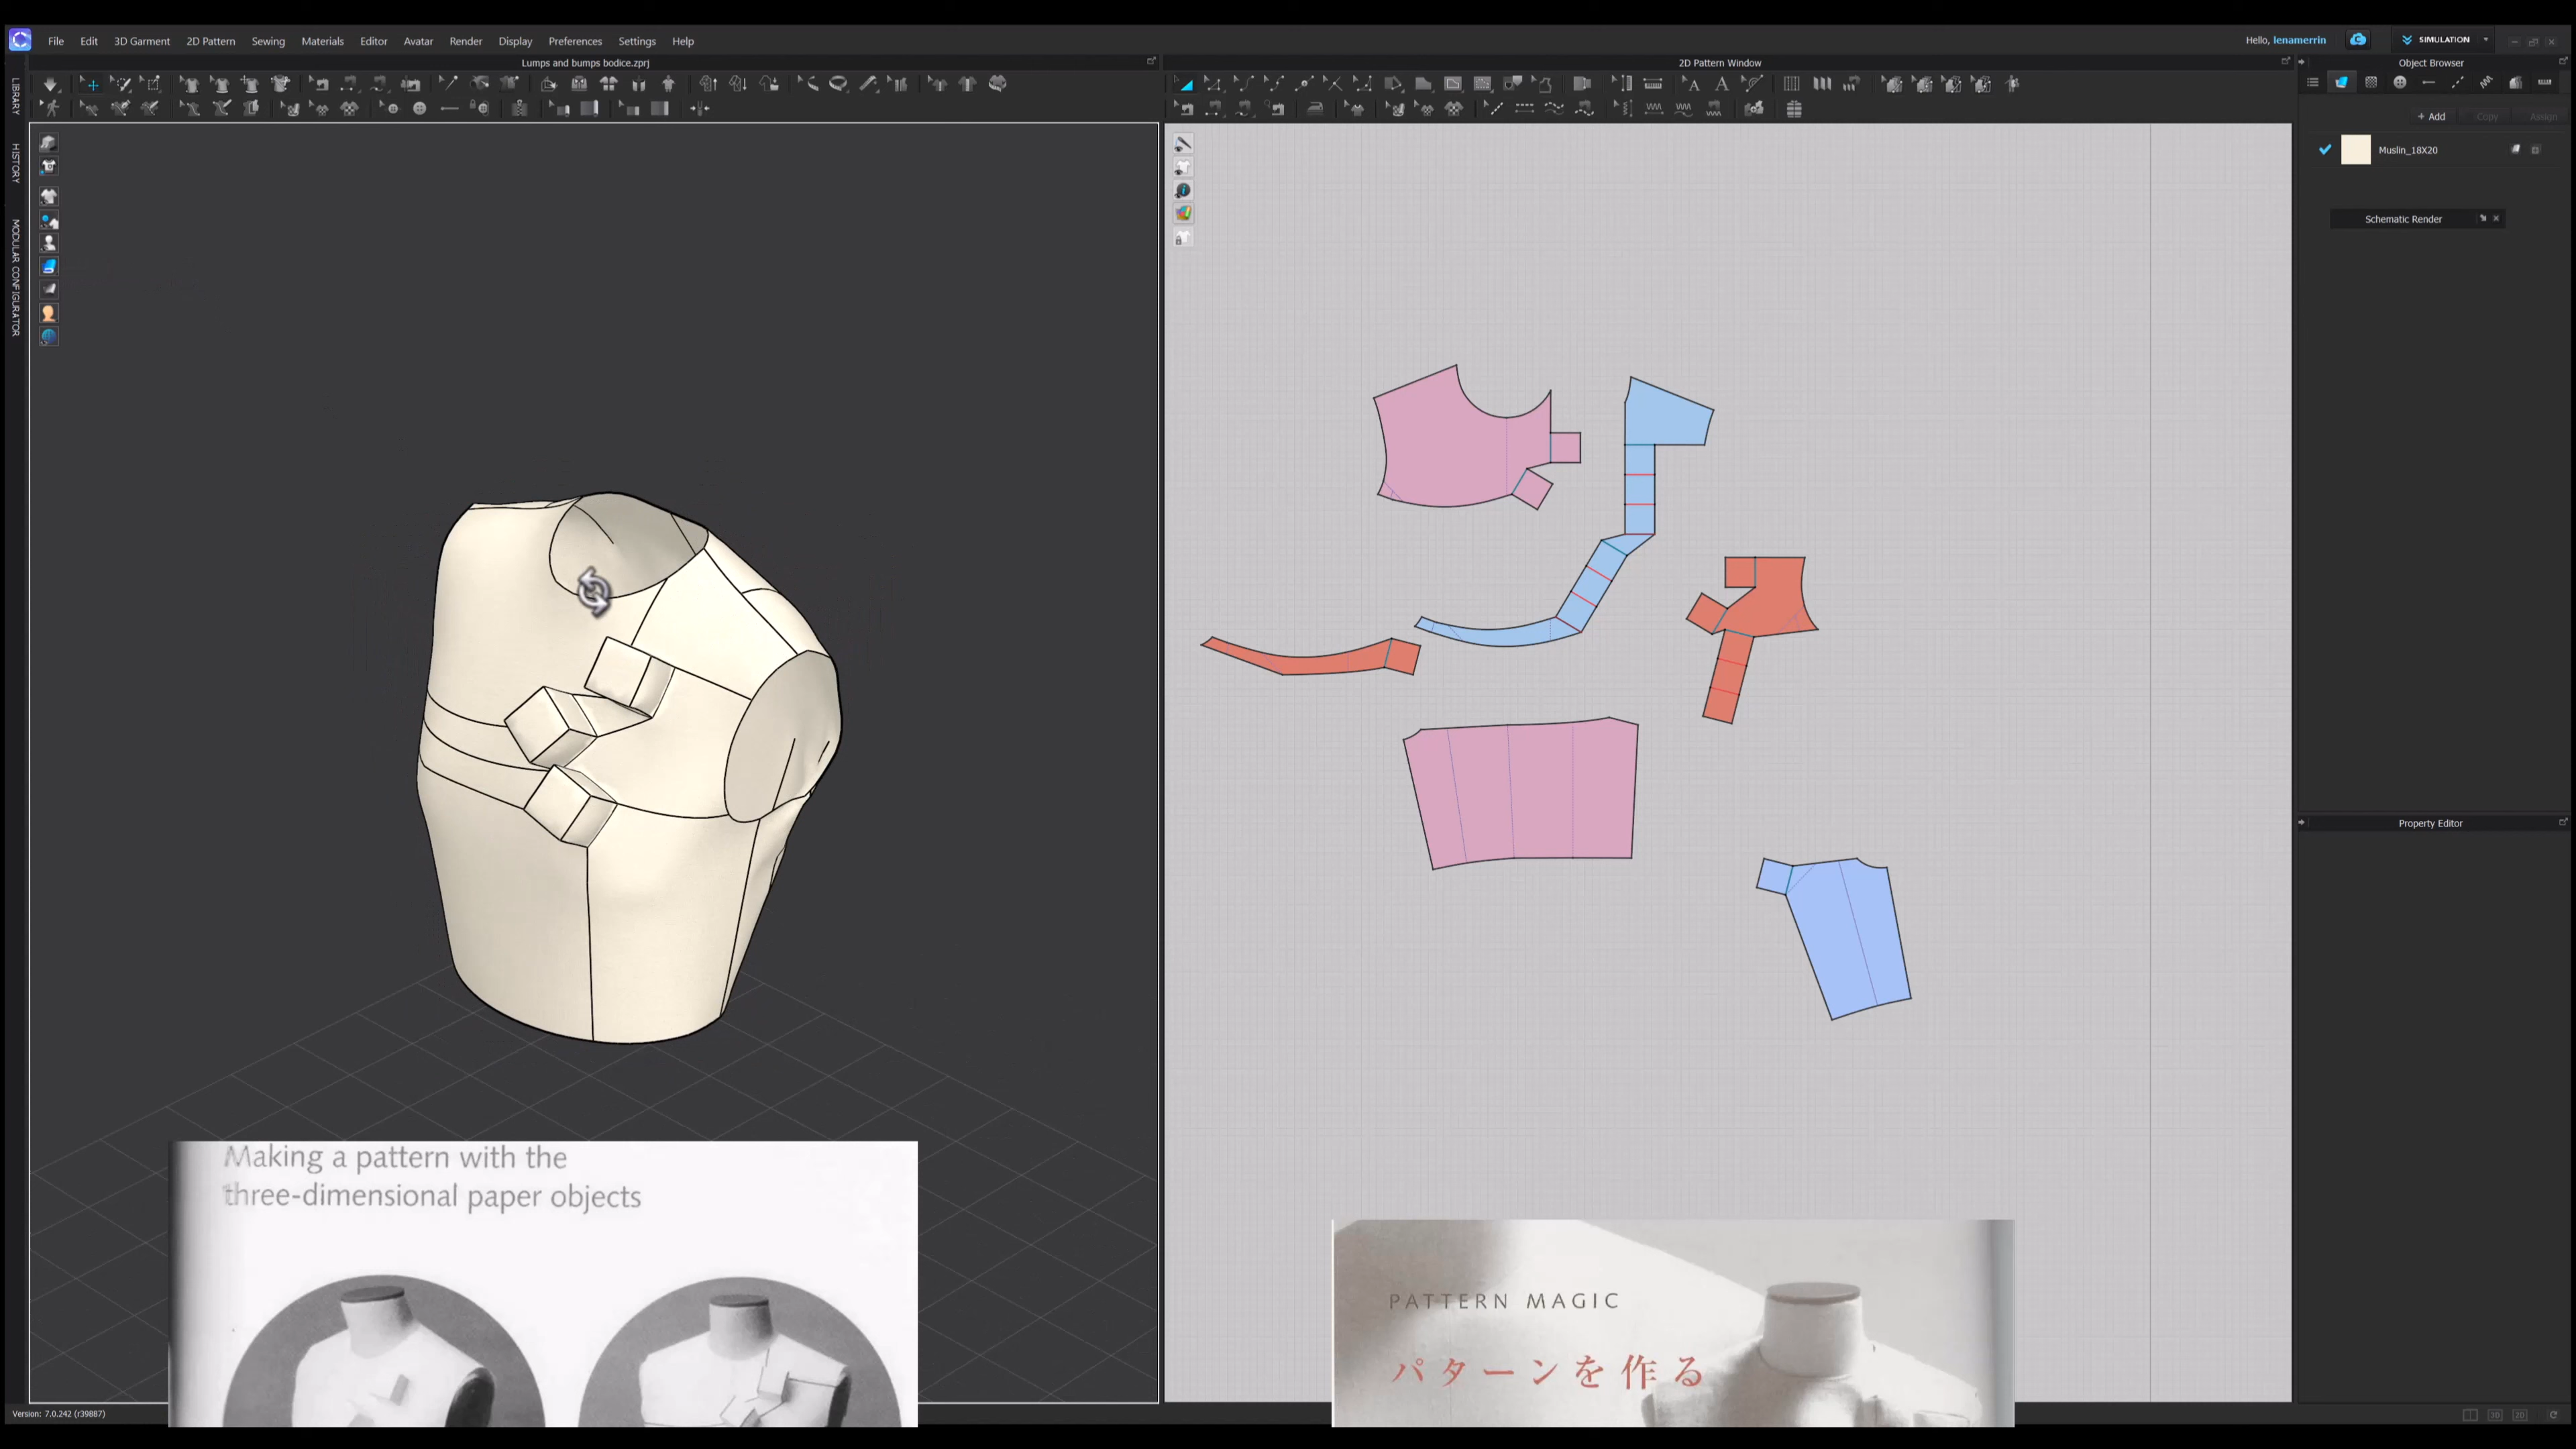 File Edit 3D Garment 2D Pattern Sewing Materials Editor Avatar Render Display Preferences Settings Help
Hello, lenamerrin
SIMULATION
Lumps and bumps bodice.zprj
2D Pattern Window
Object Browser
LIBRARY
HISTORY
MODULAR CONFIGURATOR
+ Add Copy Assign
Muslin_18X20
Schematic Render
Property Editor
Making a pattern with the
three-dimensional paper objects
PATTERN MAGIC
パターンを作る
Version: 7.0.242 (r39887)
3D
2D